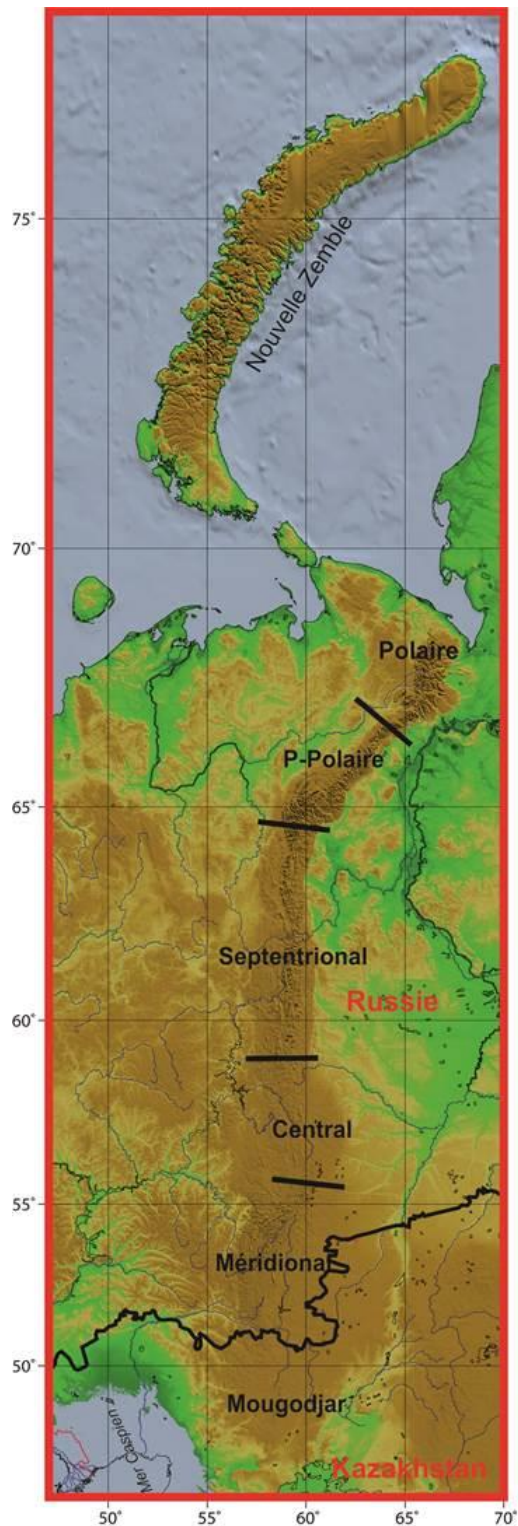 75°
Nouvelle Zemble
70°
Polaire
P-Polaire
65°
Septentrional
Russie
60°
Central
55°
Méridional
50°
Mougodjar
Mer Caspien
Kazakhstan
50° 55° 60° 65° 70°